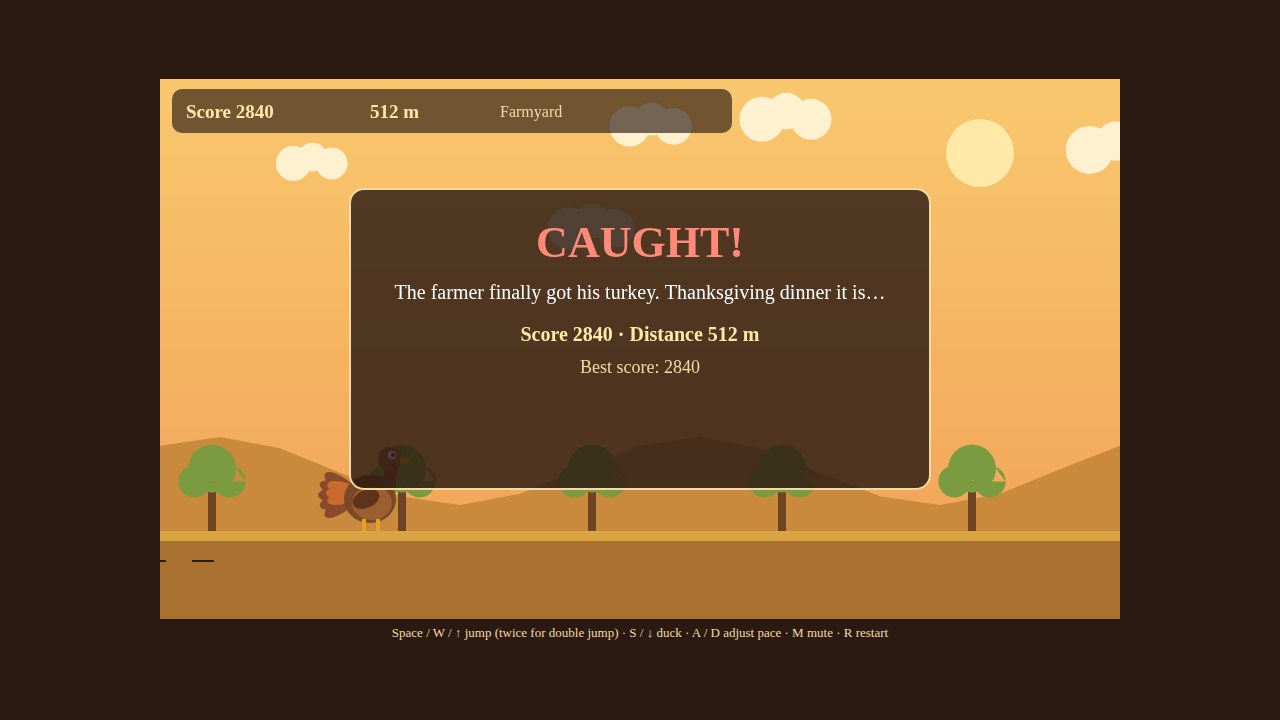 Score 2840 512 m Farmyard
CAUGHT!
The farmer finally got his turkey. Thanksgiving dinner it is…
Score 2840 · Distance 512 m
Best score: 2840
Space / W / ↑ jump (twice for double jump) · S / ↓ duck · A / D adjust pace · M mute · R restart